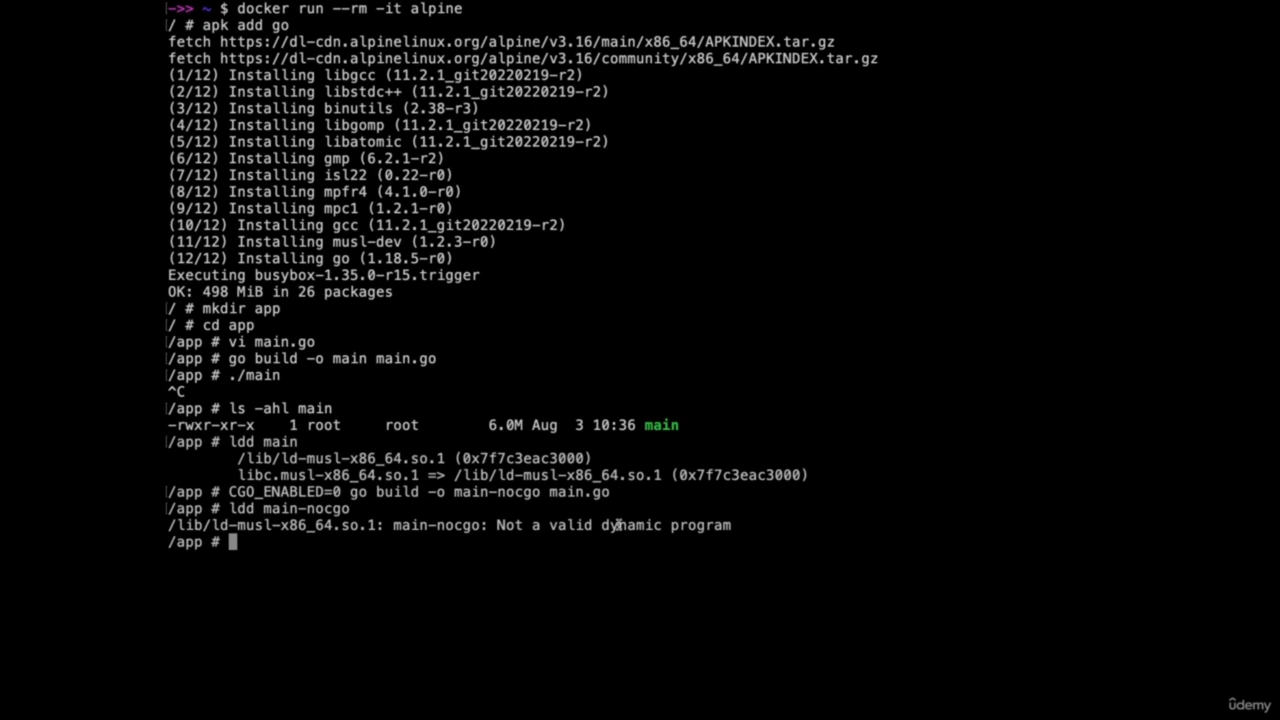 ->> ~ $ docker run --rm -it alpine
/ # apk add go
fetch https://dl-cdn.alpinelinux.org/alpine/v3.16/main/x86_64/APKINDEX.tar.gz
fetch https://dl-cdn.alpinelinux.org/alpine/v3.16/community/x86_64/APKINDEX.tar.gz
(1/12) Installing libgcc (11.2.1_git20220219-r2)
(2/12) Installing libstdc++ (11.2.1_git20220219-r2)
(3/12) Installing binutils (2.38-r3)
(4/12) Installing libgomp (11.2.1_git20220219-r2)
(5/12) Installing libatomic (11.2.1_git20220219-r2)
(6/12) Installing gmp (6.2.1-r2)
(7/12) Installing isl22 (0.22-r0)
(8/12) Installing mpfr4 (4.1.0-r0)
(9/12) Installing mpc1 (1.2.1-r0)
(10/12) Installing gcc (11.2.1_git20220219-r2)
(11/12) Installing musl-dev (1.2.3-r0)
(12/12) Installing go (1.18.5-r0)
Executing busybox-1.35.0-r15.trigger
OK: 498 MiB in 26 packages
/ # mkdir app
/ # cd app
/app # vi main.go
/app # go build -o main main.go
/app # ./main
^C
/app # ls -ahl main
-rwxr-xr-x    1 root     root        6.0M Aug  3 10:36 main
/app # ldd main
/lib/ld-musl-x86_64.so.1 (0x7f7c3eac3000)
libc.musl-x86_64.so.1 => /lib/ld-musl-x86_64.so.1 (0x7f7c3eac3000)
/app # CGO_ENABLED=0 go build -o main-nocgo main.go
/app # ldd main-nocgo
/lib/ld-musl-x86_64.so.1: main-nocgo: Not a valid dynamic program
/app #
udemy